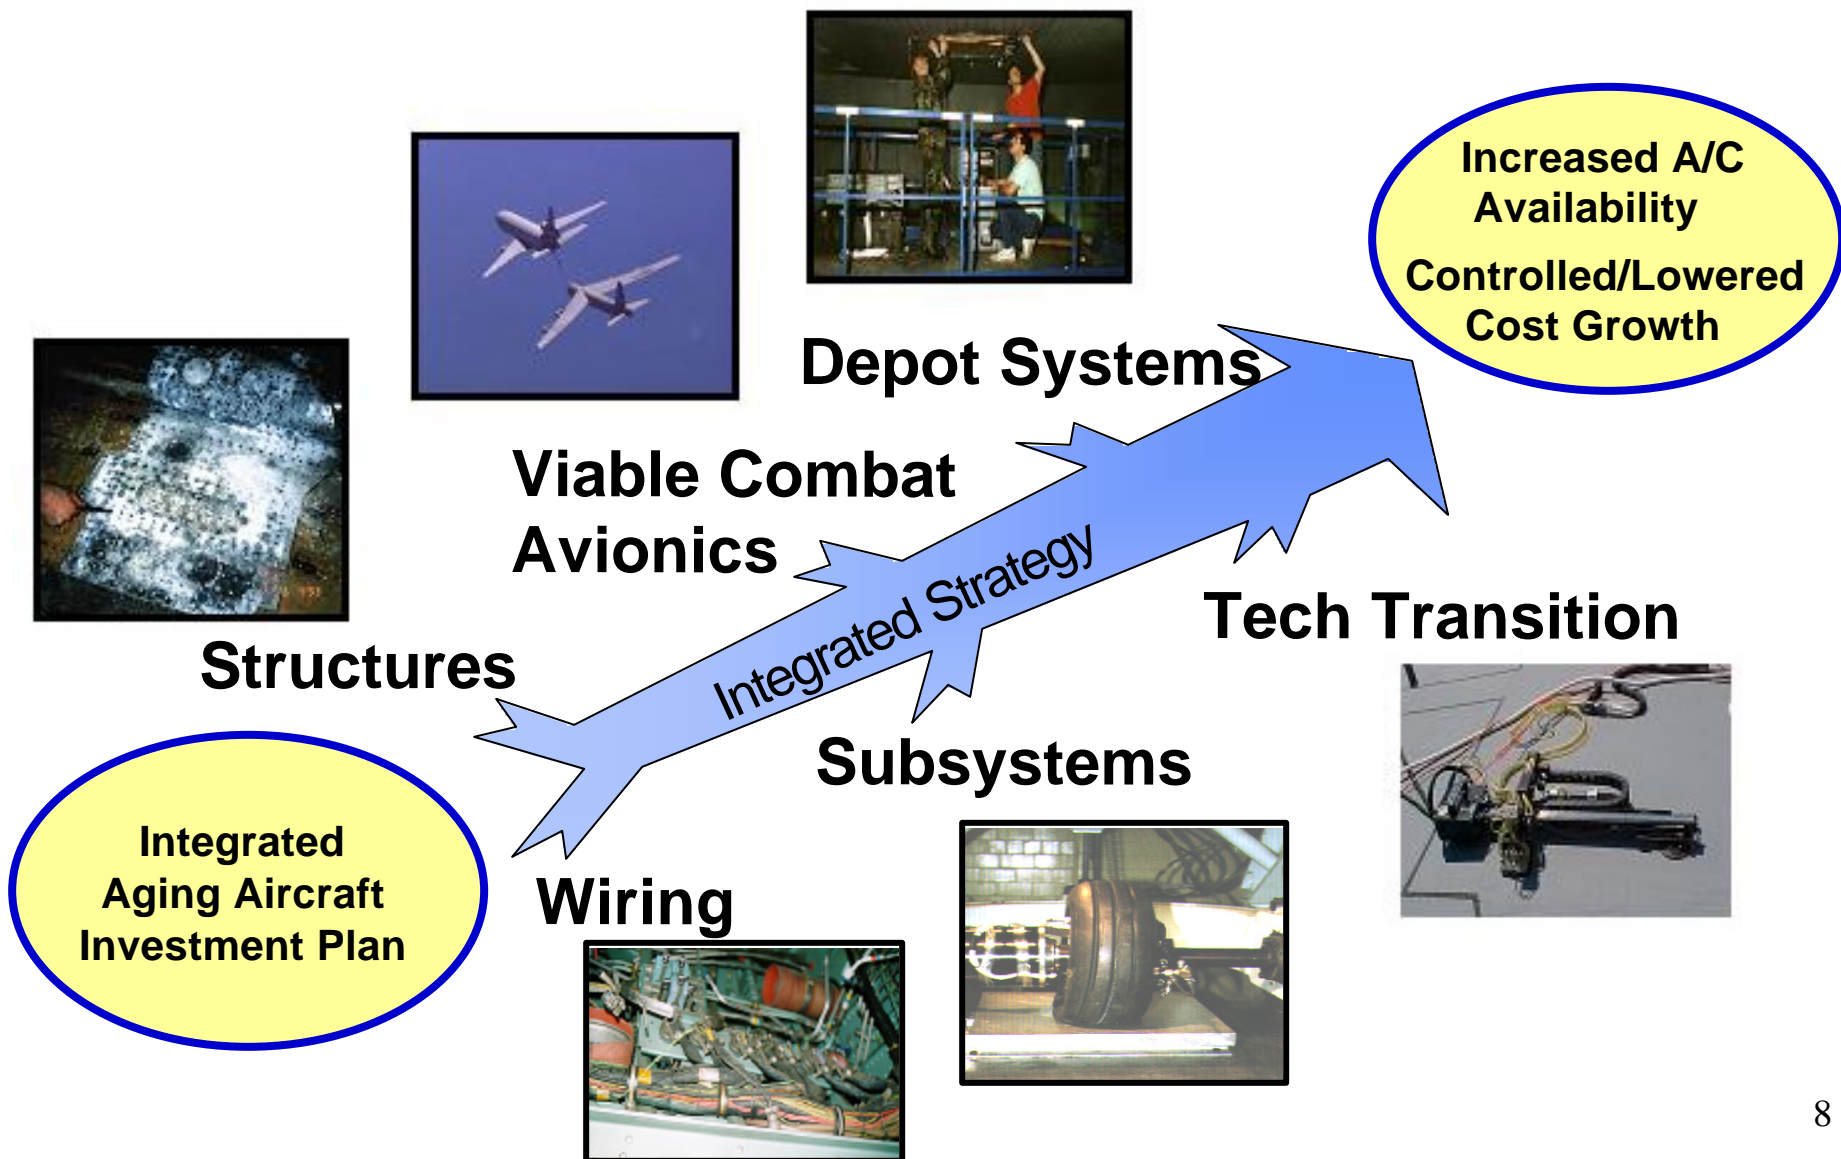 Increased A/C
Availability
Controlled/Lowered
Cost Growth
Depot Systems
Viable Combat
Avionics
Integrated Strategy
Tech Transition
Structures
Subsystems
Integrated
Aging Aircraft
Investment Plan
Wiring
8